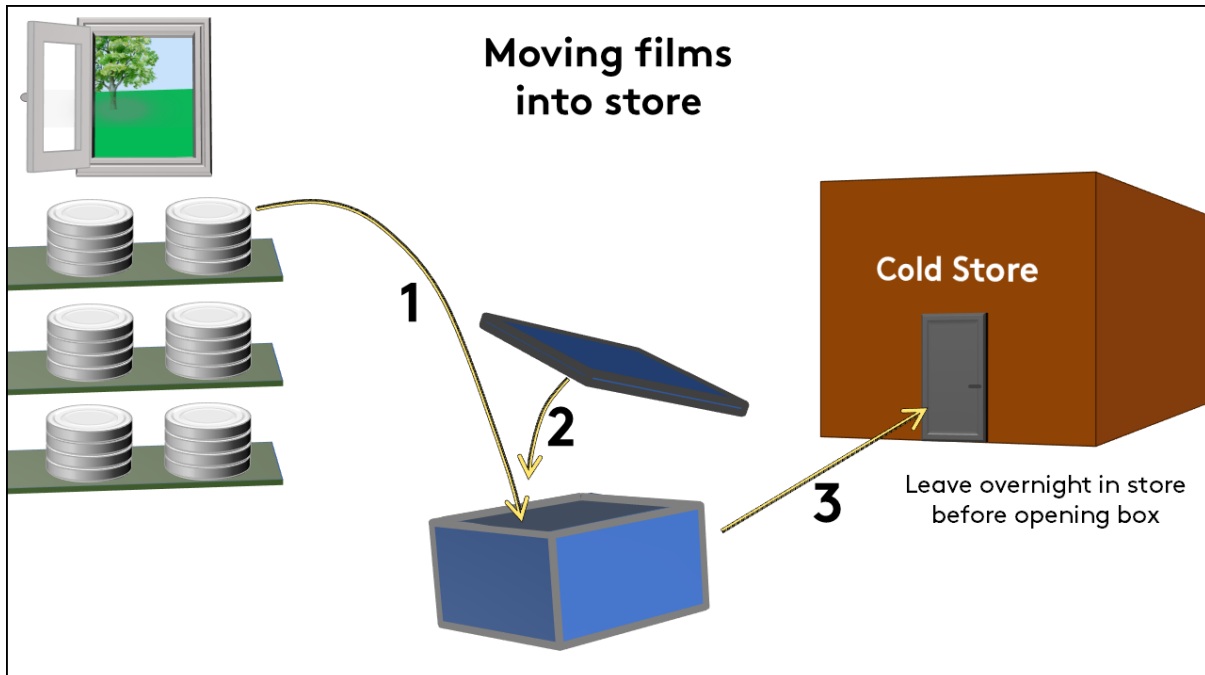 Moving films
into store
1
2
3
Cold Store
Leave overnight in store
before opening box